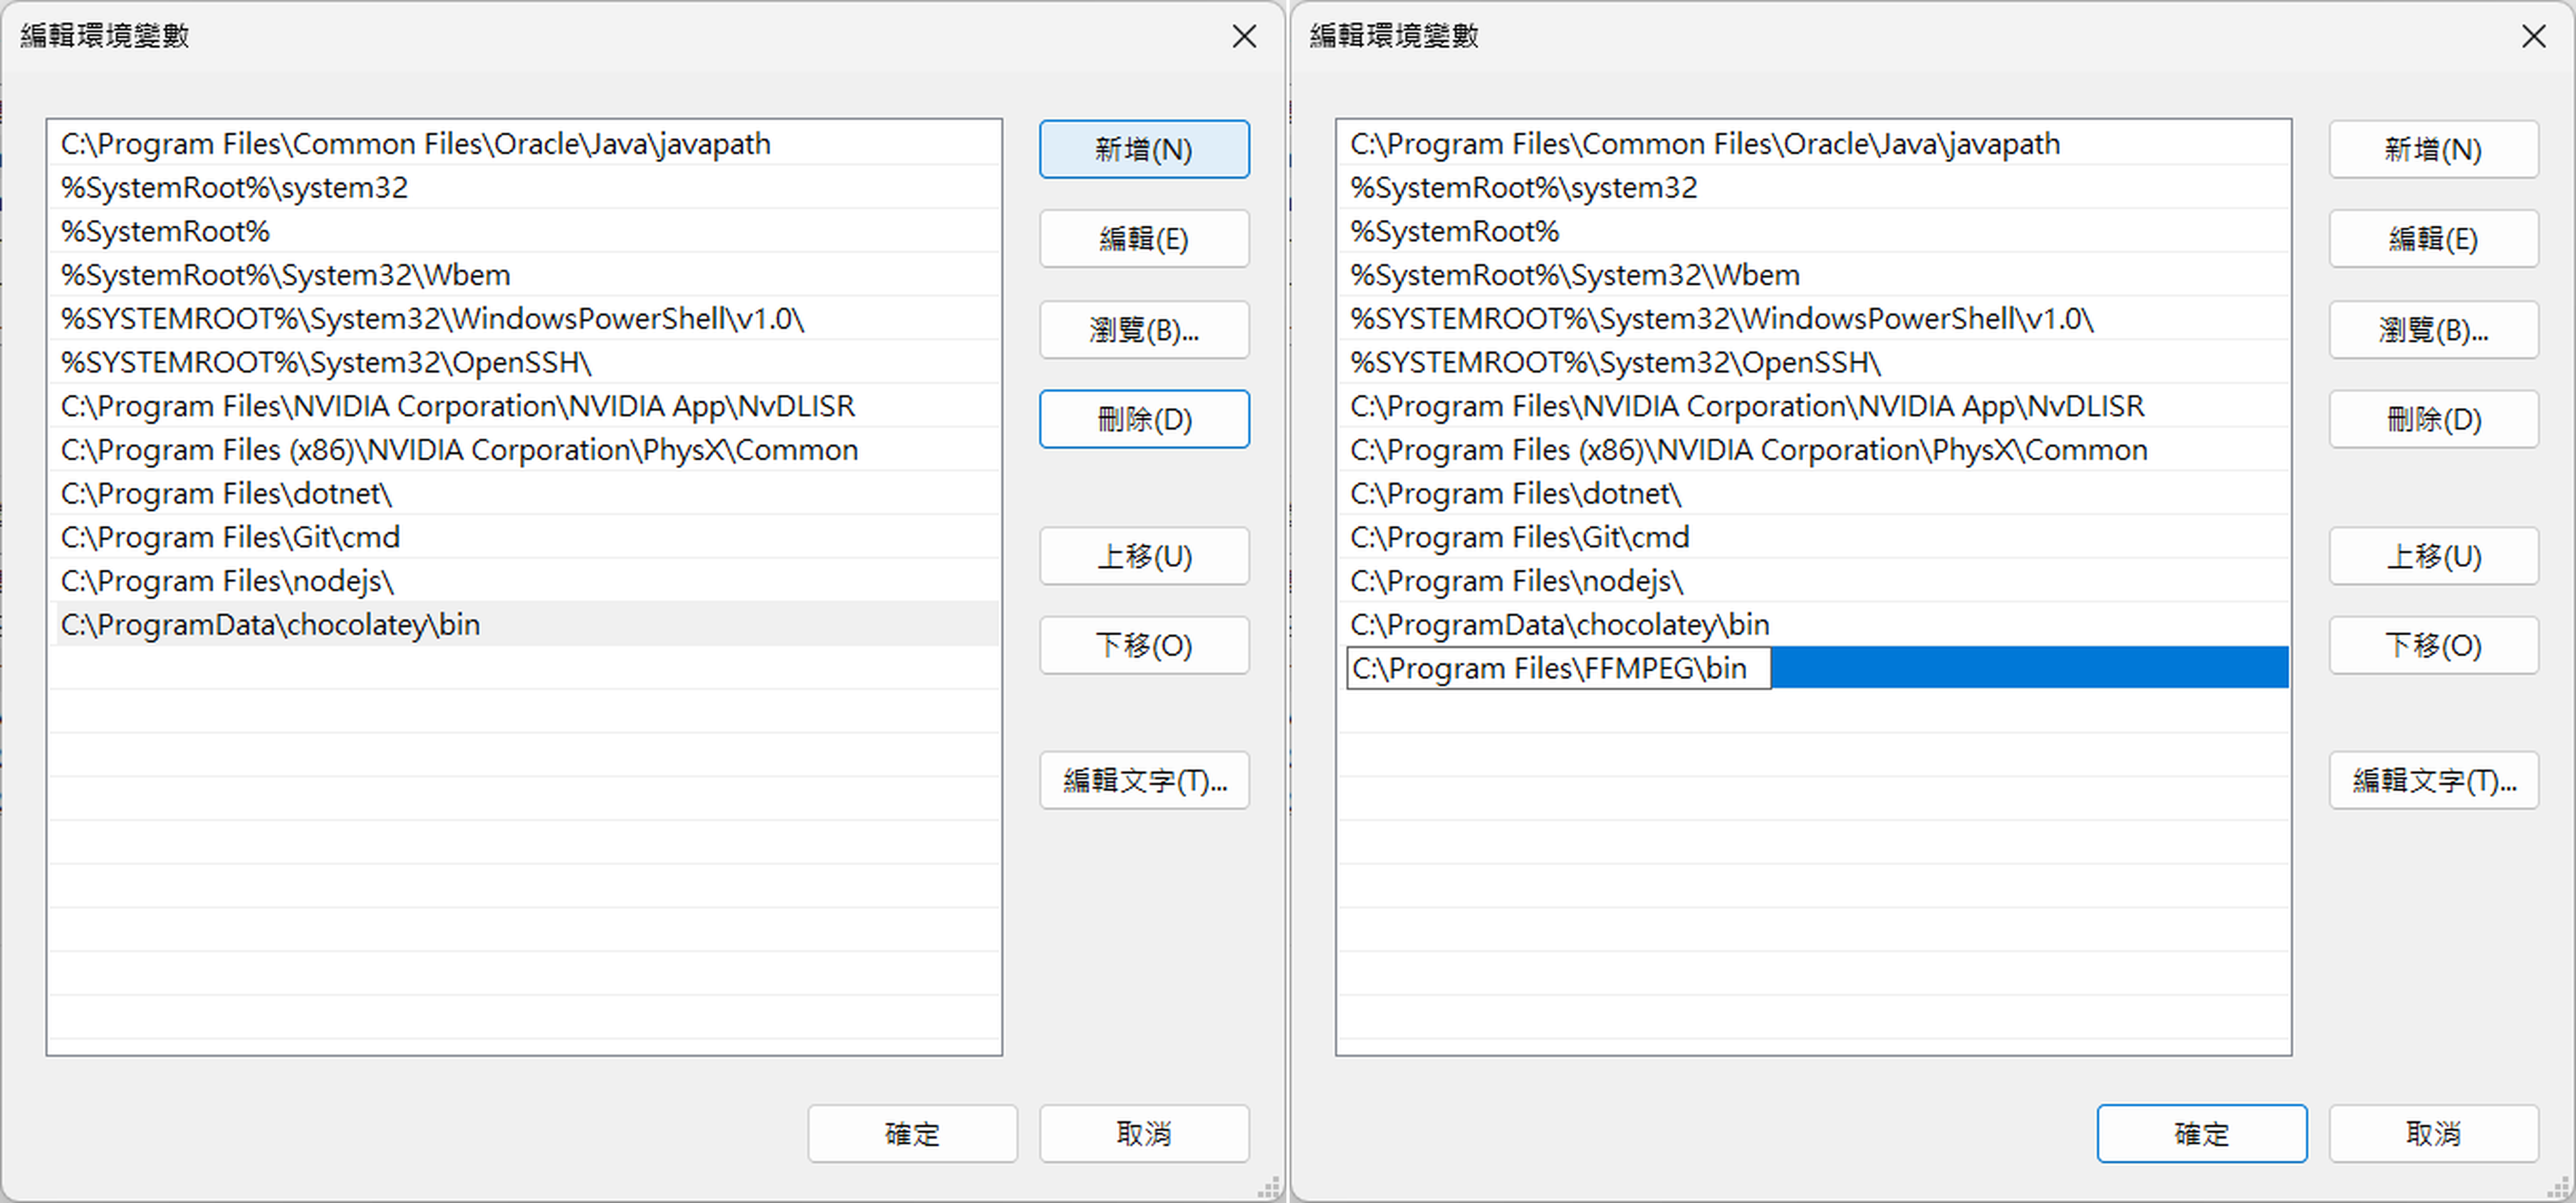 編輯環境變數
C:\Program Files\Common Files\Oracle\Java\javapath
%SystemRoot%\system32
%SystemRoot%
%SystemRoot%\System32\Wbem
%SYSTEMROOT%\System32\WindowsPowerShell\v1.0\
%SYSTEMROOT%\System32\OpenSSH\
C:\Program Files\NVIDIA Corporation\NVIDIA App\NvDLISR
C:\Program Files (x86)\NVIDIA Corporation\PhysX\Common
C:\Program Files\dotnet\
C:\Program Files\Git\cmd
C:\Program Files\nodejs\
C:\ProgramData\chocolatey\bin
新增(N)
編輯(E)
瀏覽(B)...
刪除(D)
上移(U)
下移(O)
編輯文字(T)...
確定
取消
編輯環境變數
C:\Program Files\Common Files\Oracle\Java\javapath
%SystemRoot%\system32
%SystemRoot%
%SystemRoot%\System32\Wbem
%SYSTEMROOT%\System32\WindowsPowerShell\v1.0\
%SYSTEMROOT%\System32\OpenSSH\
C:\Program Files\NVIDIA Corporation\NVIDIA App\NvDLISR
C:\Program Files (x86)\NVIDIA Corporation\PhysX\Common
C:\Program Files\dotnet\
C:\Program Files\Git\cmd
C:\Program Files\nodejs\
C:\ProgramData\chocolatey\bin
C:\Program Files\FFMPEG\bin
新增(N)
編輯(E)
瀏覽(B)...
刪除(D)
上移(U)
下移(O)
編輯文字(T)...
確定
取消